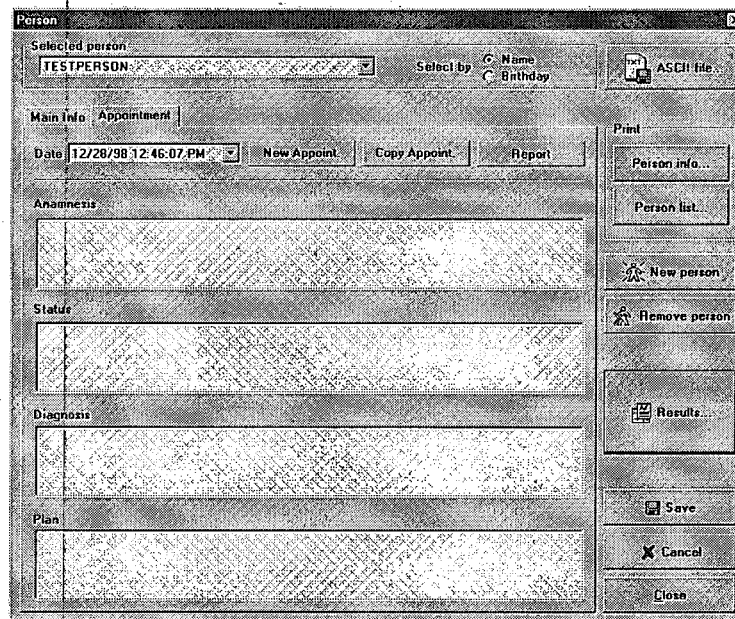 Person
Selected person
TESTPERSON
Select by
Name
Birthday
TXT
ASCII file...
Main Info
Appointment
Date
12/28/98 12:46:07 PM
New Appoint.
Copy Appoint.
Report
Print
Person info...
Person list...
Anamnesis
New person
Status
Remove person
Diagnosis
Results...
Plan
Save
Cancel
Close